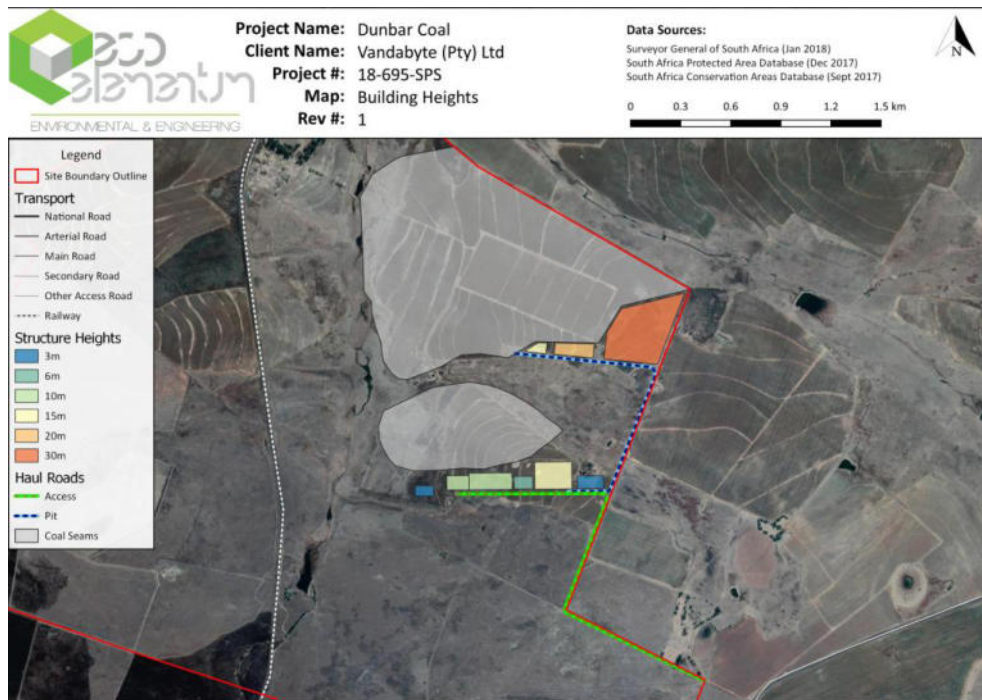 eco
elementum
ENVIRONMENTAL & ENGINEERING
Project Name: Dunbar Coal
Client Name: Vandabyte (Pty) Ltd
Project #: 18-695-SPS
Map: Building Heights
Rev #: 1
Data Sources:
Surveyor General of South Africa (Jan 2018)
South Africa Protected Area Database (Dec 2017)
South Africa Conservation Areas Database (Sept 2017)
0 0.3 0.6 0.9 1.2 1.5 km
N
Legend
Site Boundary Outline
Transport
National Road
Arterial Road
Main Road
Secondary Road
Other Access Road
Railway
Structure Heights
3m
6m
10m
15m
20m
30m
Haul Roads
Access
Pit
Coal Seams